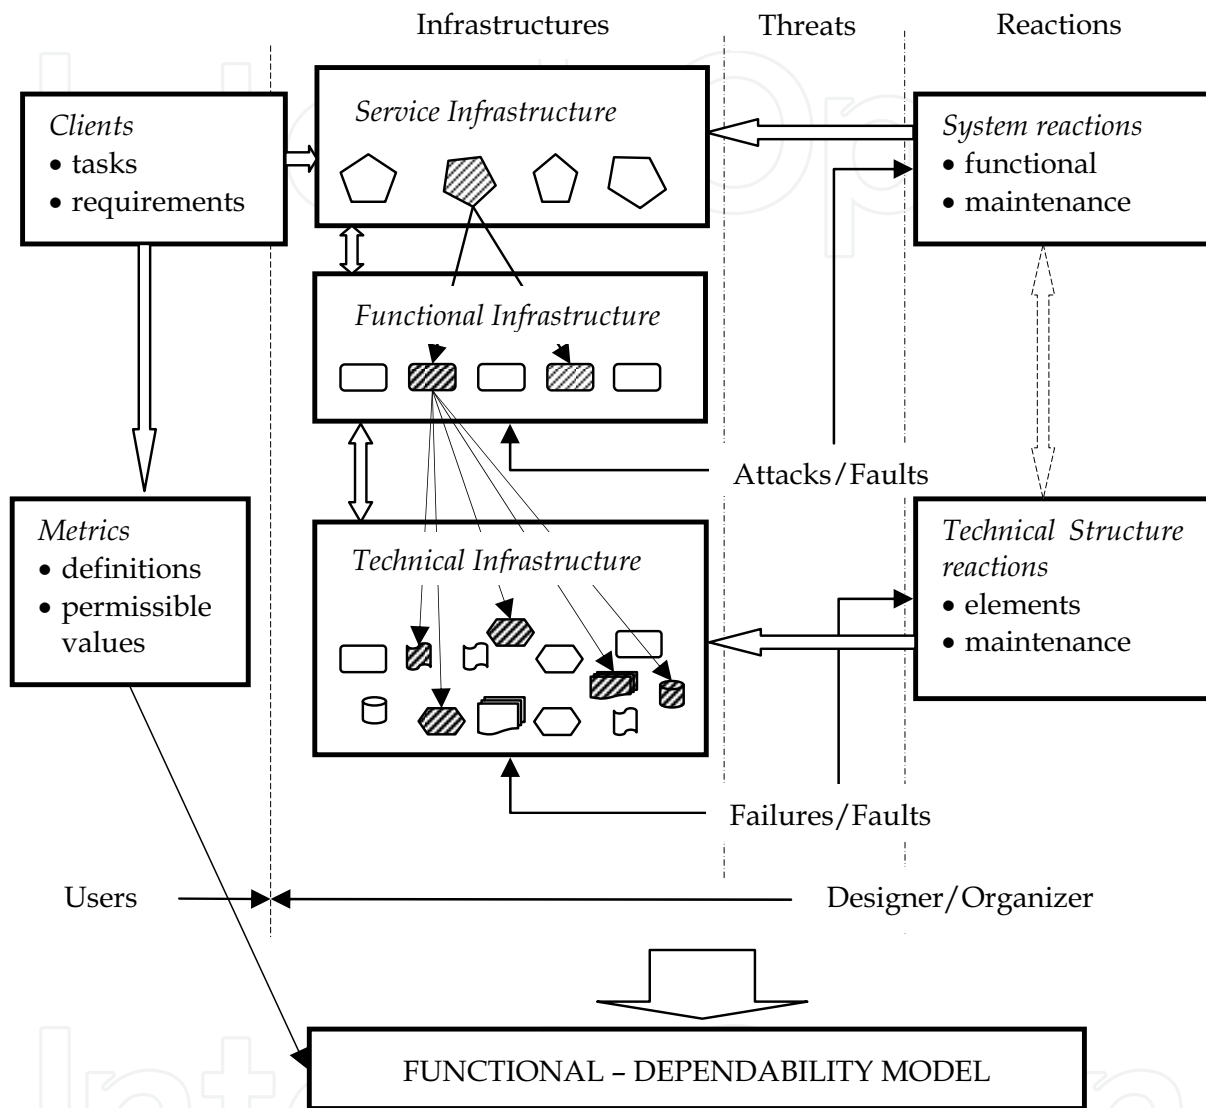 Infrastructures
Threats
Reactions
Clients
• tasks
• requirements
Service Infrastructure
System reactions
• functional
• maintenance
Functional Infrastructure
Attacks/Faults
Metrics
• definitions
• permissible
values
Technical Infrastructure
Technical Structure
reactions
• elements
• maintenance
Failures/Faults
Users
Designer/Organizer
FUNCTIONAL – DEPENDABILITY MODEL